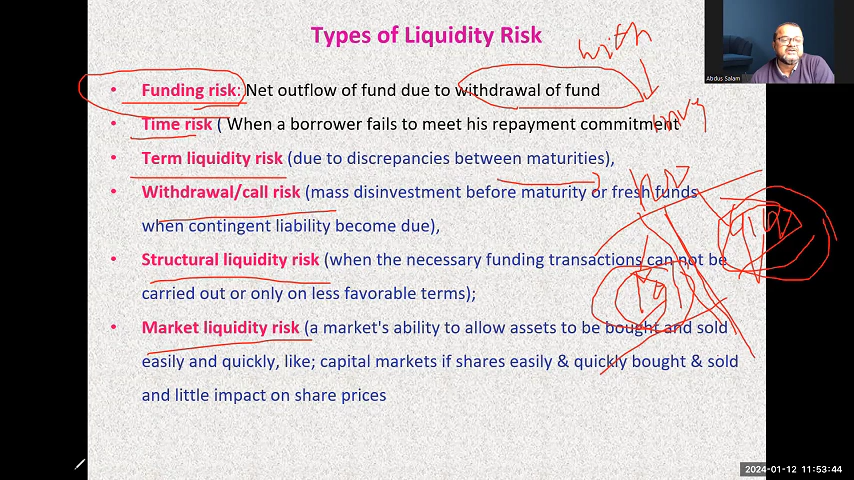 Types of Liquidity Risk
with
Abdus Salam
• Funding risk: Net outflow of fund due to withdrawal of fund
• Time risk ( When a borrower fails to meet his repayment commitment
• Term liquidity risk (due to discrepancies between maturities),
• Withdrawal/call risk (mass disinvestment before maturity or fresh funds
when contingent liability become due),
• Structural liquidity risk (when the necessary funding transactions can not be
carried out or only on less favorable terms);
• Market liquidity risk (a market's ability to allow assets to be bought and sold
easily and quickly, like; capital markets if shares easily & quickly bought & sold
and little impact on share prices
2024-01-12 11:53:44